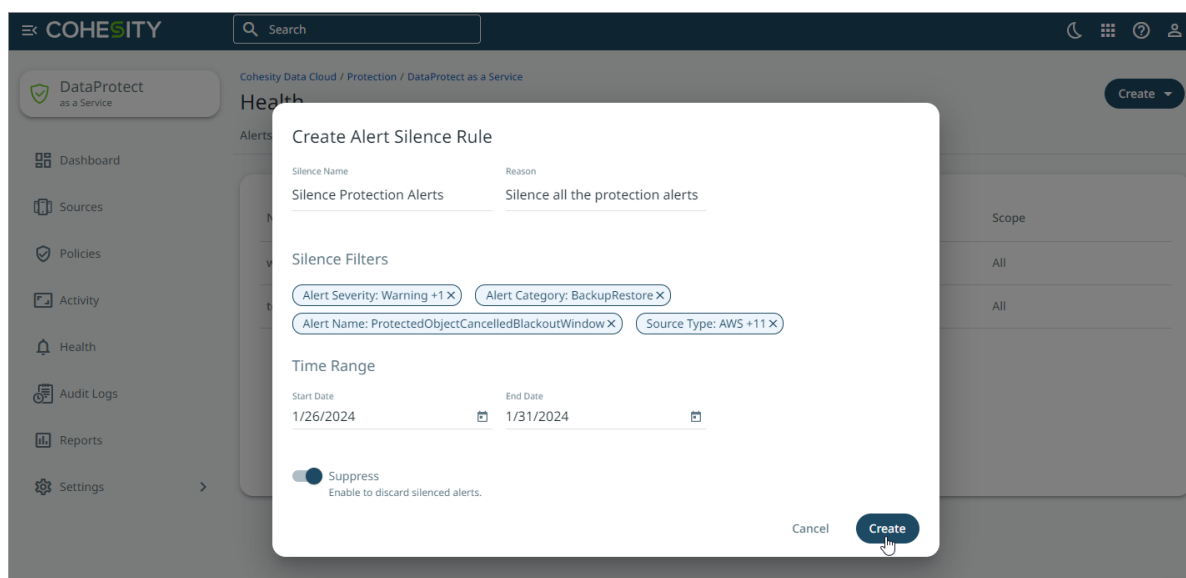 COHESITY
Search
DataProtect
as a Service
Cohesity Data Cloud / Protection / DataProtect as a Service
Health
Create
Alerts
Dashboard
Sources
Policies
Activity
Health
Audit Logs
Reports
Settings
Scope
All
All
Create Alert Silence Rule
Silence Name
Reason
Silence Protection Alerts
Silence all the protection alerts
Silence Filters
Alert Severity: Warning +1
Alert Category: BackupRestore
Alert Name: ProtectedObjectCancelledBlackoutWindow
Source Type: AWS +11
Time Range
Start Date
End Date
1/26/2024
1/31/2024
Suppress
Enable to discard silenced alerts.
Cancel
Create